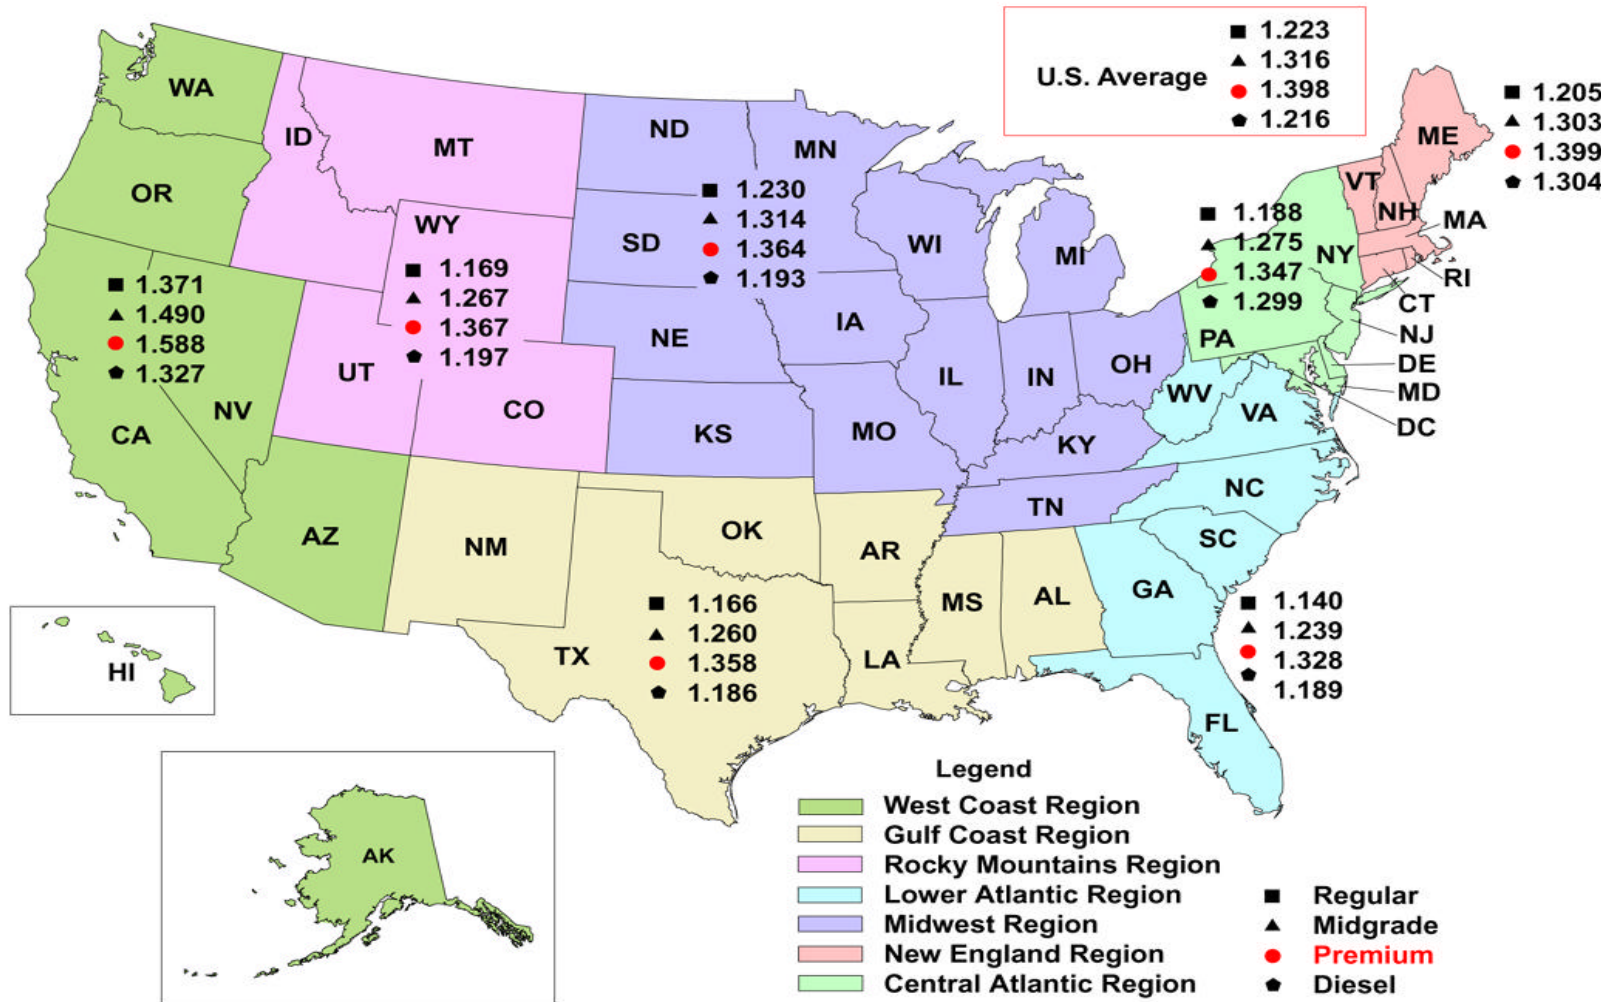 U.S. Average
1.223
1.316
1.398
1.216
1.205
1.303
1.399
1.304
WA
OR
CA
NV
AZ
1.371
1.490
1.588
1.327
ID
MT
WY
UT
CO
1.169
1.267
1.367
1.197
ND
MN
SD
WI
MI
NE
IA
IL
IN
OH
KS
MO
KY
TN
1.230
1.314
1.364
1.193
ME
VT
NH
MA
RI
CT
NY
PA
NJ
DE
MD
DC
1.188
1.275
1.347
1.299
WV
VA
NC
SC
GA
FL
1.140
1.239
1.328
1.189
NM
OK
AR
TX
LA
MS
AL
1.166
1.260
1.358
1.186
HI
AK
Legend
West Coast Region
Gulf Coast Region
Rocky Mountains Region
Lower Atlantic Region
Midwest Region
New England Region
Central Atlantic Region
Regular
Midgrade
Premium
Diesel